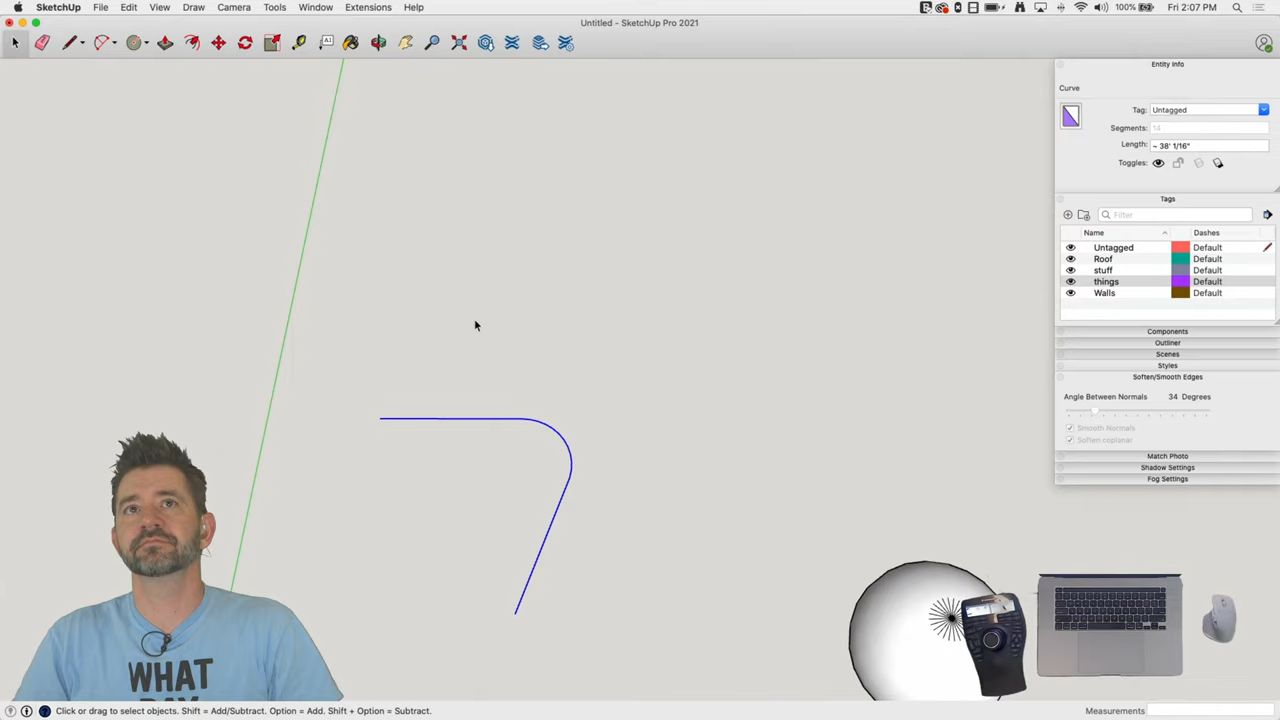 SketchUp File Edit View Draw Camera Tools Window Extensions Help
100% Fri 2:07 PM
Untitled - SketchUp Pro 2021
Entity Info
Curve
Tag: Untagged
Segments: 14
Length: ~ 38' 1/16"
Toggles:
Tags
Filter
Name Dashes
Untagged Default
Roof Default
stuff Default
things Default
Walls Default
Components
Outliner
Scenes
Styles
Soften/Smooth Edges
Angle Between Normals 34 Degrees
Smooth Normals
Soften coplanar
Match Photo
Shadow Settings
Fog Settings
WHAT
DAY
Click or drag to select objects. Shift = Add/Subtract. Option = Add. Shift + Option = Subtract.
Measurements